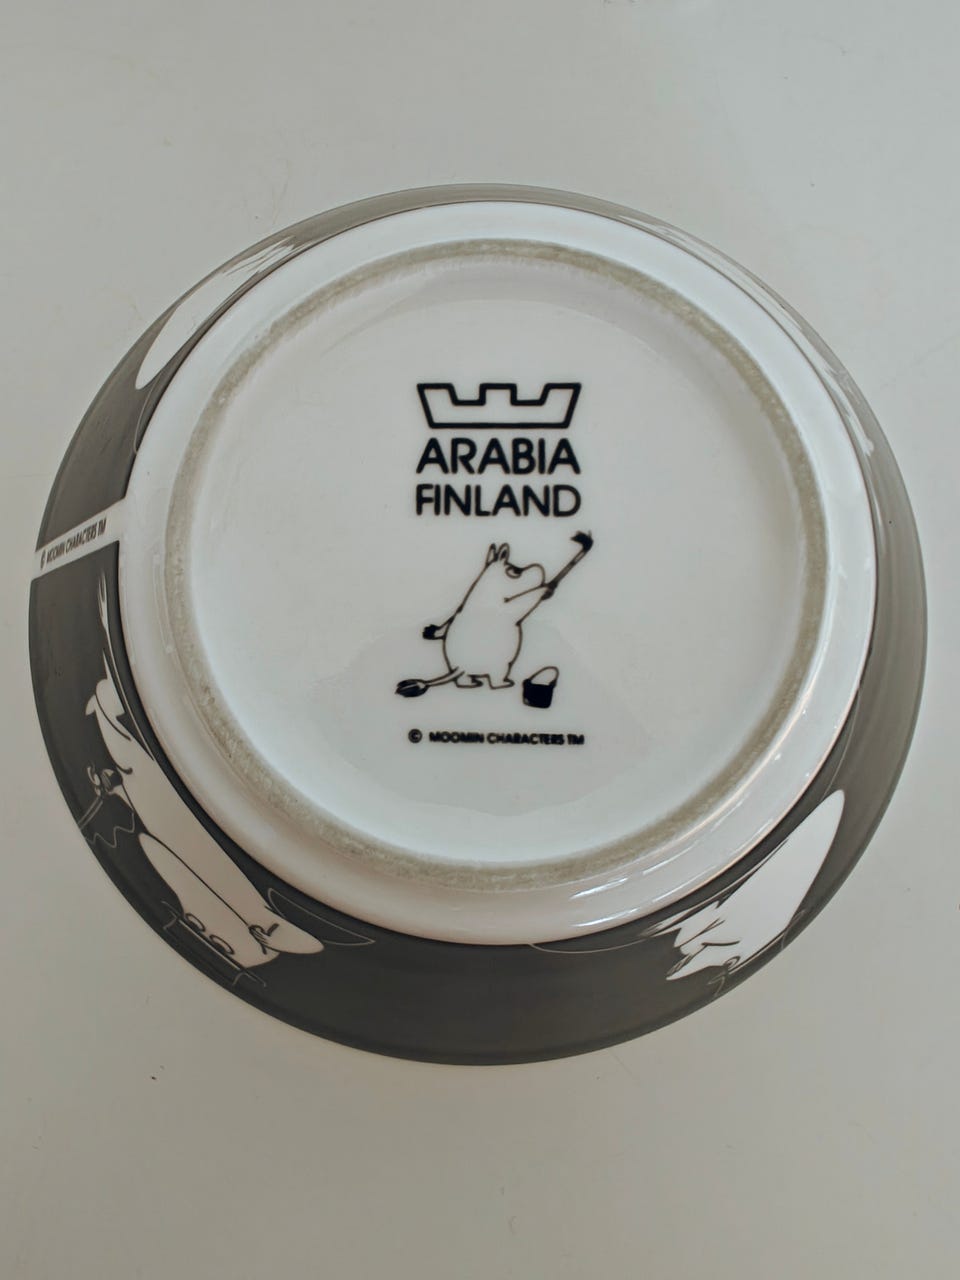 ARABIA
FINLAND
© MOOMIN CHARACTERS TM
© MOOMIN CHARACTERS TM